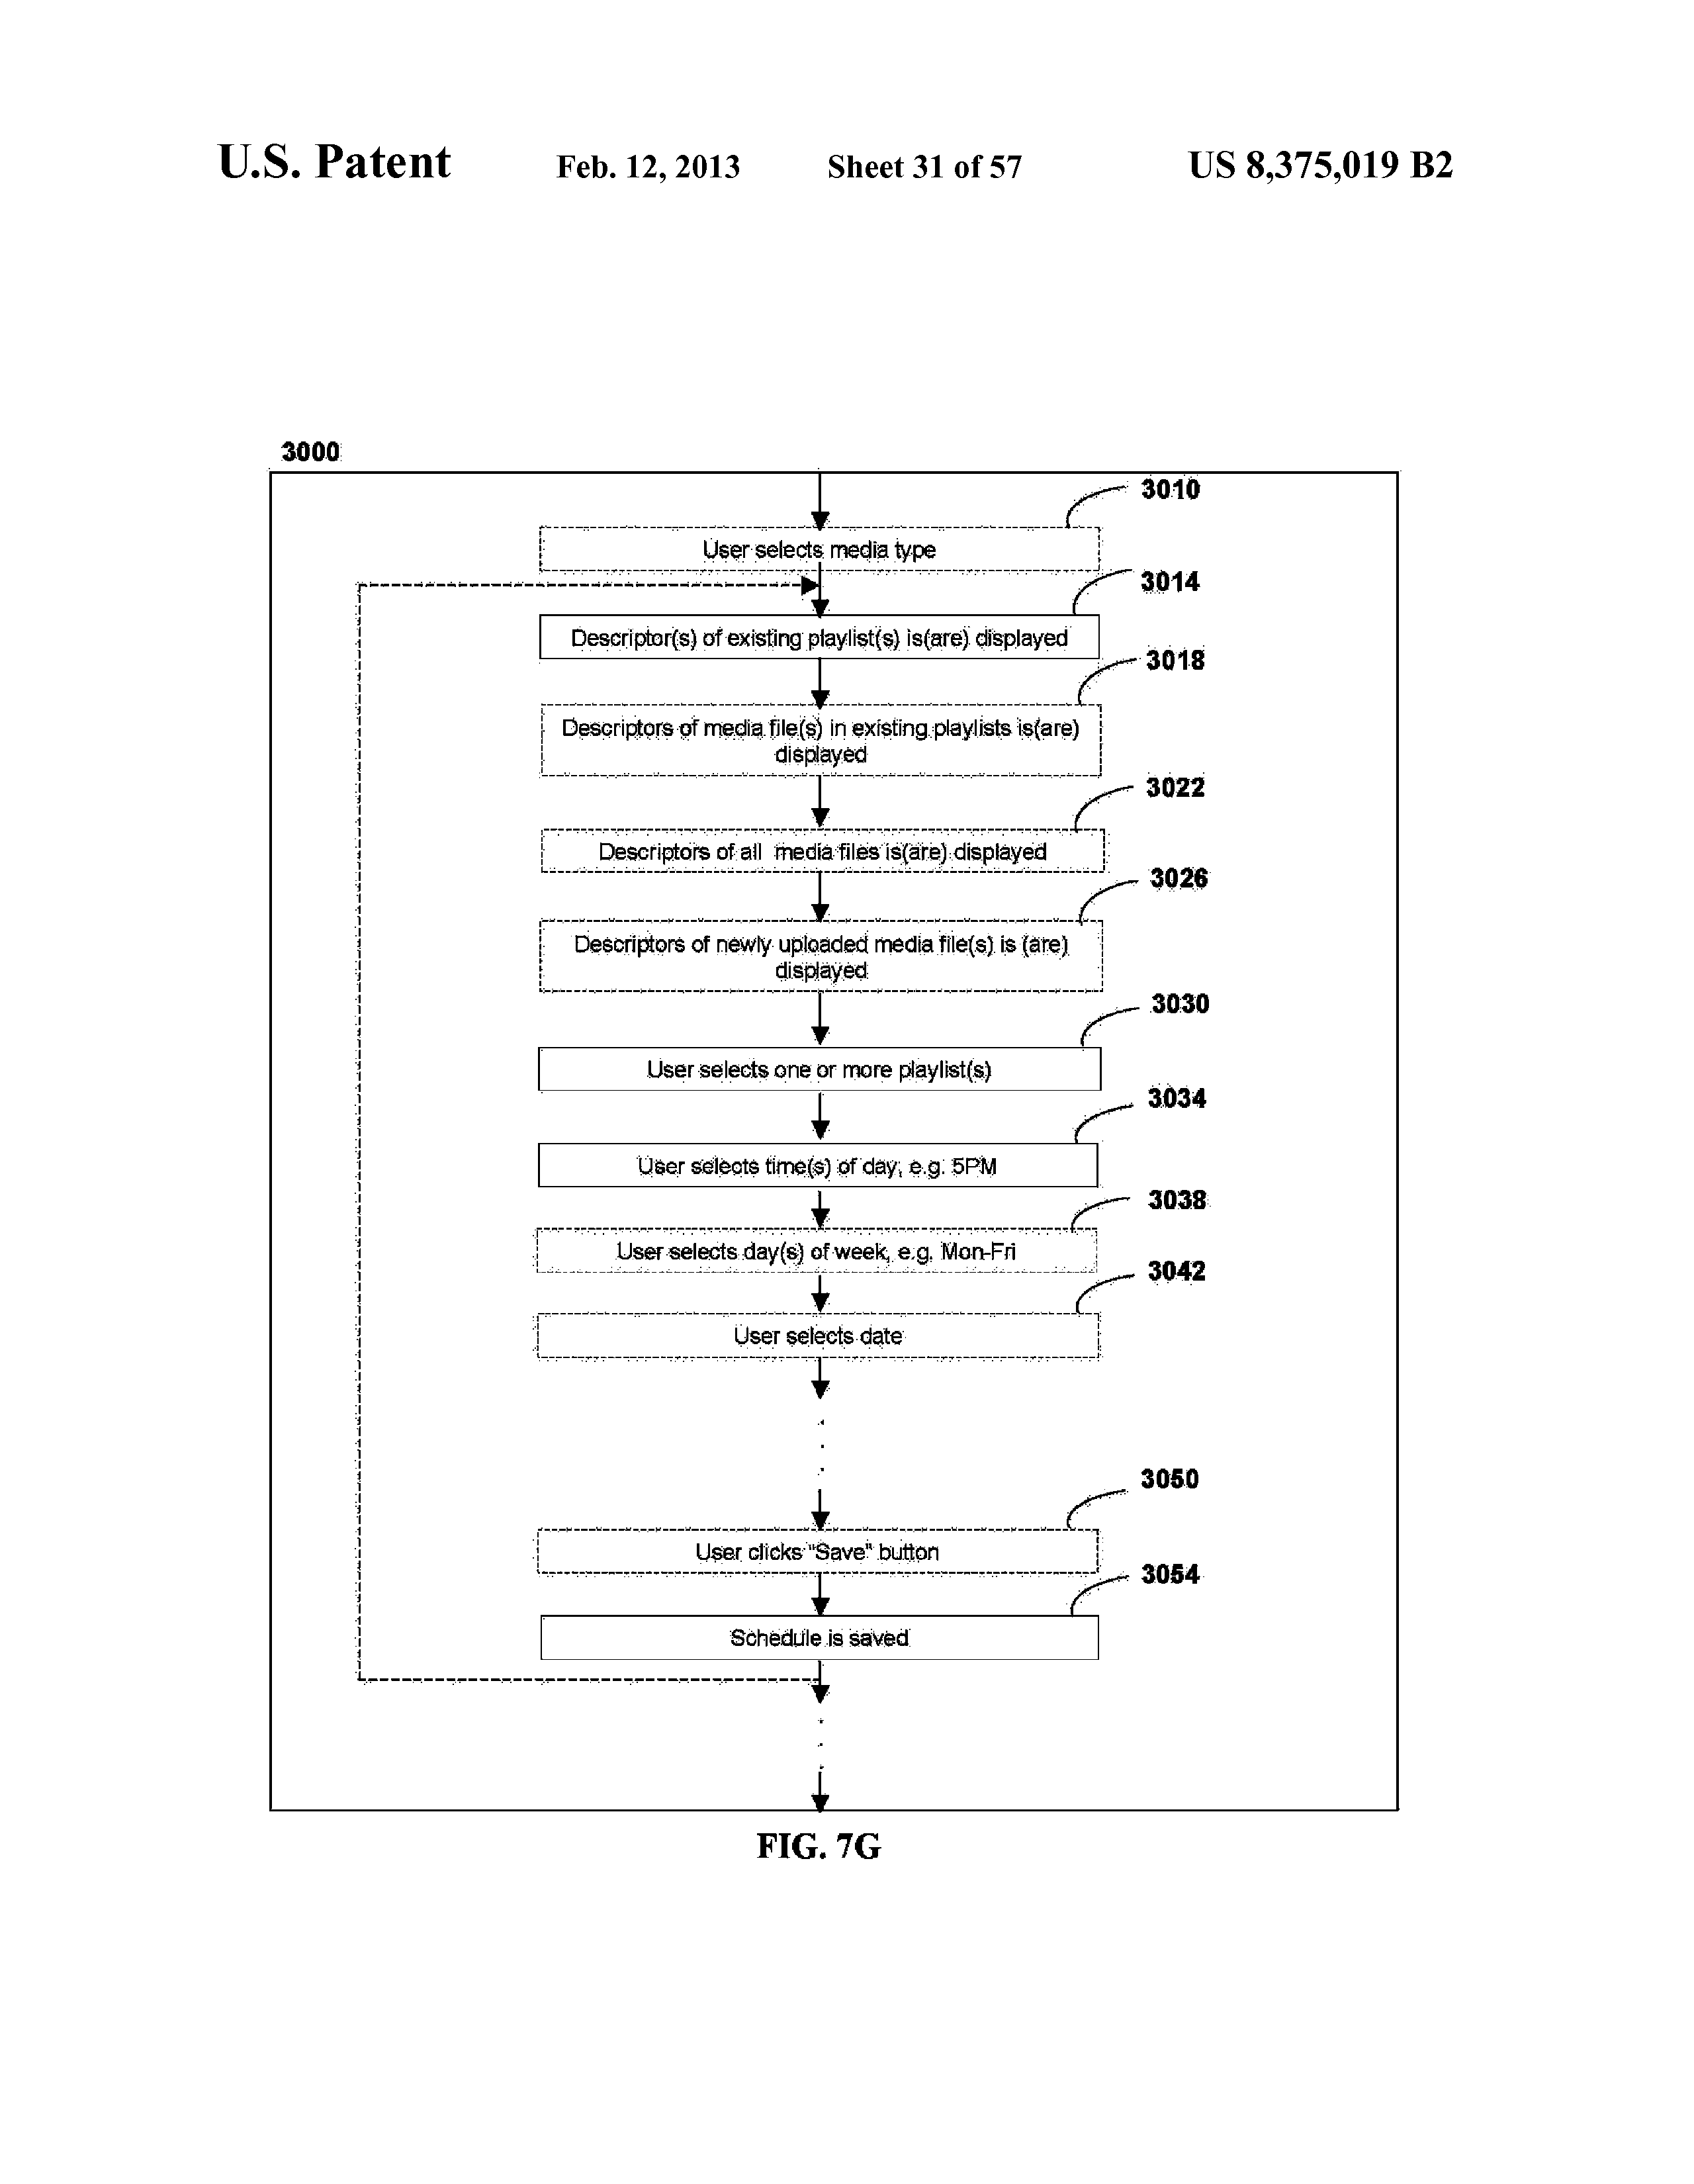 U.S. Patent Feb. 12, 2013 Sheet 31 of 57 US 8,375,019 B2
3000
3010
User selects media type
3014
Descriptor(s) of existing playlist(s) is(are) displayed
3018
Descriptors of media file(s) in existing playlists is(are)
displayed
3022
Descriptors of all media files is(are) displayed
3026
Descriptors of newly uploaded media file(s) is (are)
displayed
3030
User selects one or more playlist(s)
3034
User selects time(s) of day, e.g. 5PM
3038
User selects day(s) of week, e.g. Mon-Fri
3042
User selects date
3050
User clicks "Save" button
3054
Schedule is saved
FIG. 7G